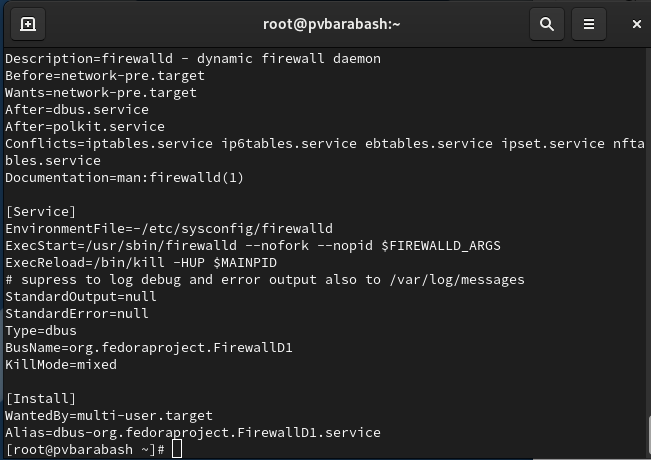 root@pvbarabash:~
Description=firewalld - dynamic firewall daemon
Before=network-pre.target
Wants=network-pre.target
After=dbus.service
After=polkit.service
Conflicts=iptables.service ip6tables.service ebtables.service ipset.service nfta
bles.service
Documentation=man:firewalld(1)
[Service]
EnvironmentFile=-/etc/sysconfig/firewalld
ExecStart=/usr/sbin/firewalld --nofork --nopid $FIREWALLD_ARGS
ExecReload=/bin/kill -HUP $MAINPID
# supress to log debug and error output also to /var/log/messages
StandardOutput=null
StandardError=null
Type=dbus
BusName=org.fedoraproject.FirewallD1
KillMode=mixed
[Install]
WantedBy=multi-user.target
Alias=dbus-org.fedoraproject.FirewallD1.service
[root@pvbarabash ~]#